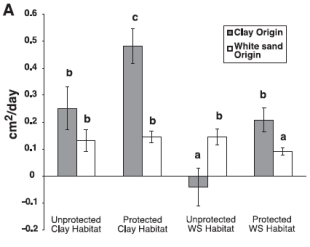 A
0.6
0.5
0.4
0.3
0.2
0.1
0
-0.1
-0.2
cm²/day
Clay Origin
White sand
Origin
b
b
c
b
a
b
b
a
Unprotected
Clay Habitat
Protected
Clay Habitat
Unprotected
WS Habitat
Protected
WS Habitat